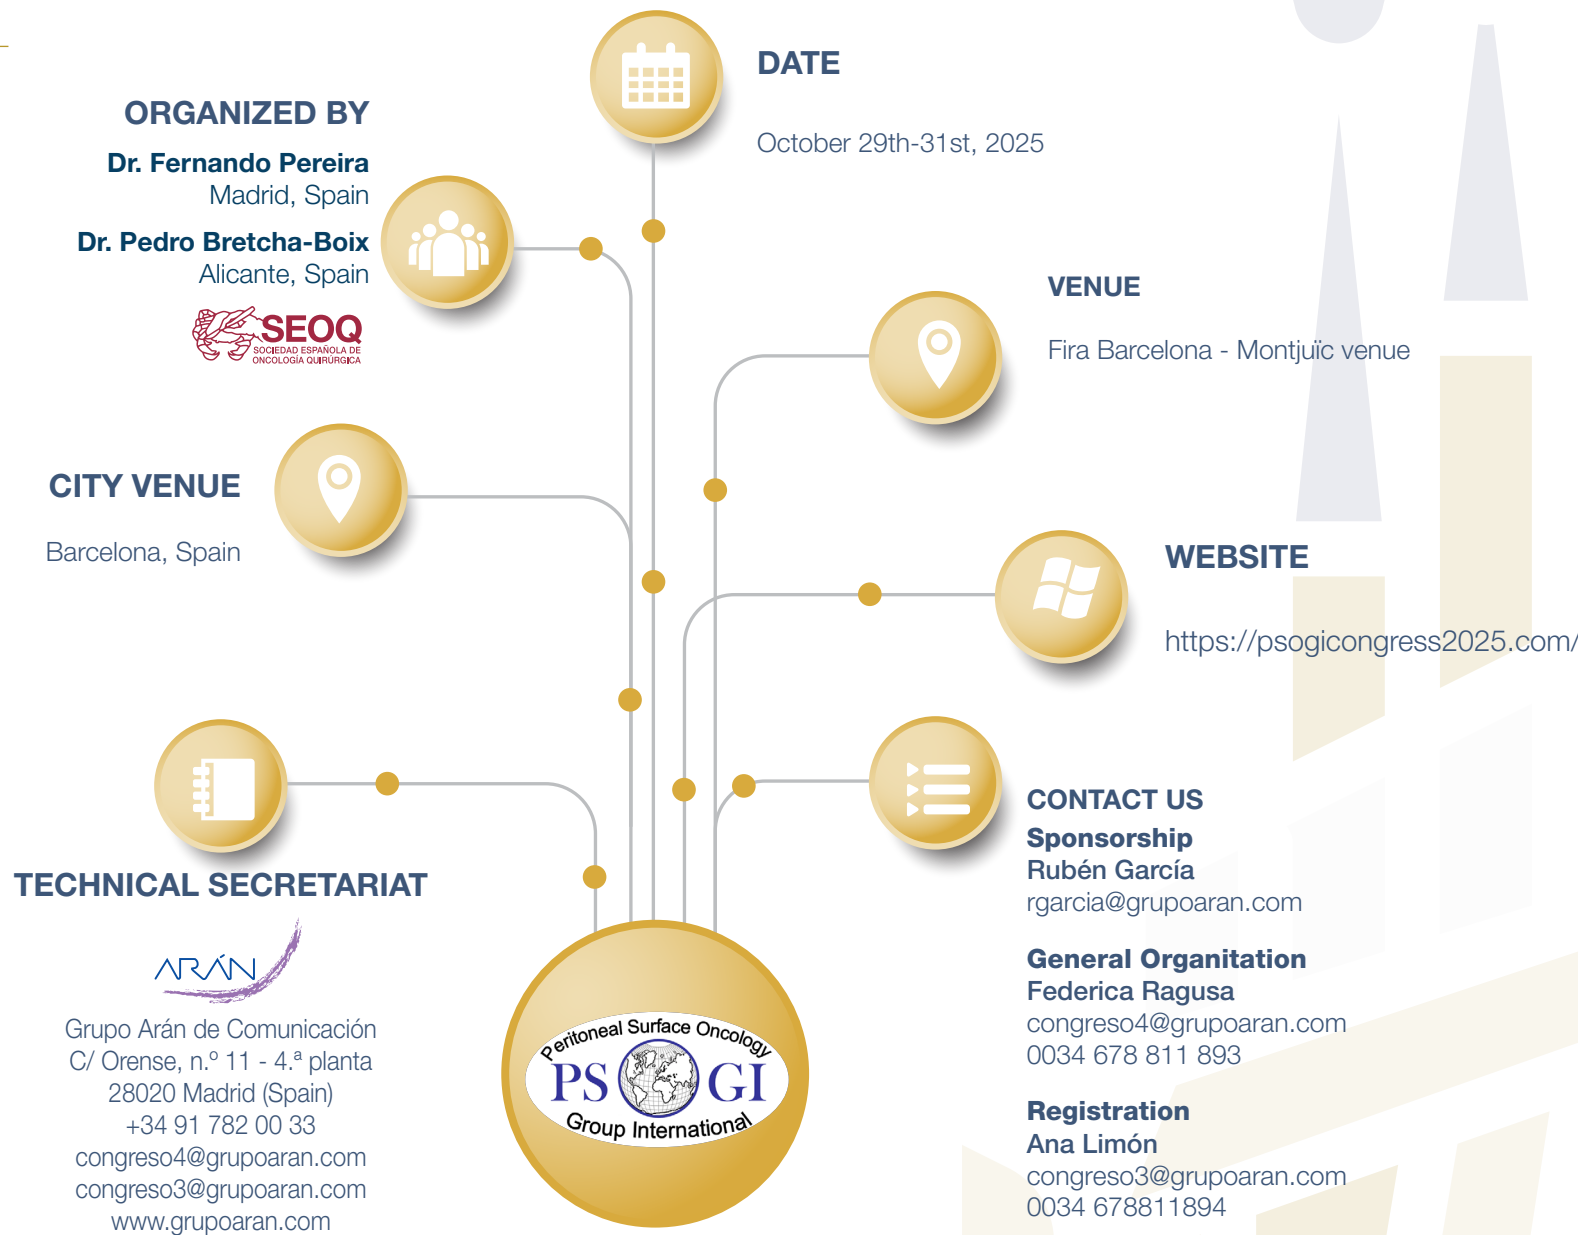 DATE
October 29th-31st, 2025
ORGANIZED BY
Dr. Fernando Pereira
Madrid, Spain
Dr. Pedro Bretcha-Boix
Alicante, Spain
SEOQ
SOCIEDAD ESPAÑOLA DE
ONCOLOGÍA QUIRÚRGICA
VENUE
Fira Barcelona - Montjuïc venue
CITY VENUE
Barcelona, Spain
WEBSITE
https://psogicongress2025.com/
TECHNICAL SECRETARIAT
ARÁN
Grupo Arán de Comunicación
C/ Orense, n.º 11 - 4.ª planta
28020 Madrid (Spain)
+34 91 782 00 33
congreso4@grupoaran.com
congreso3@grupoaran.com
www.grupoaran.com
Peritoneal Surface Oncology
PS GI
Group International
CONTACT US
Sponsorship
Rubén García
rgarcia@grupoaran.com
General Organitation
Federica Ragusa
congreso4@grupoaran.com
0034 678 811 893
Registration
Ana Limón
congreso3@grupoaran.com
0034 678811894